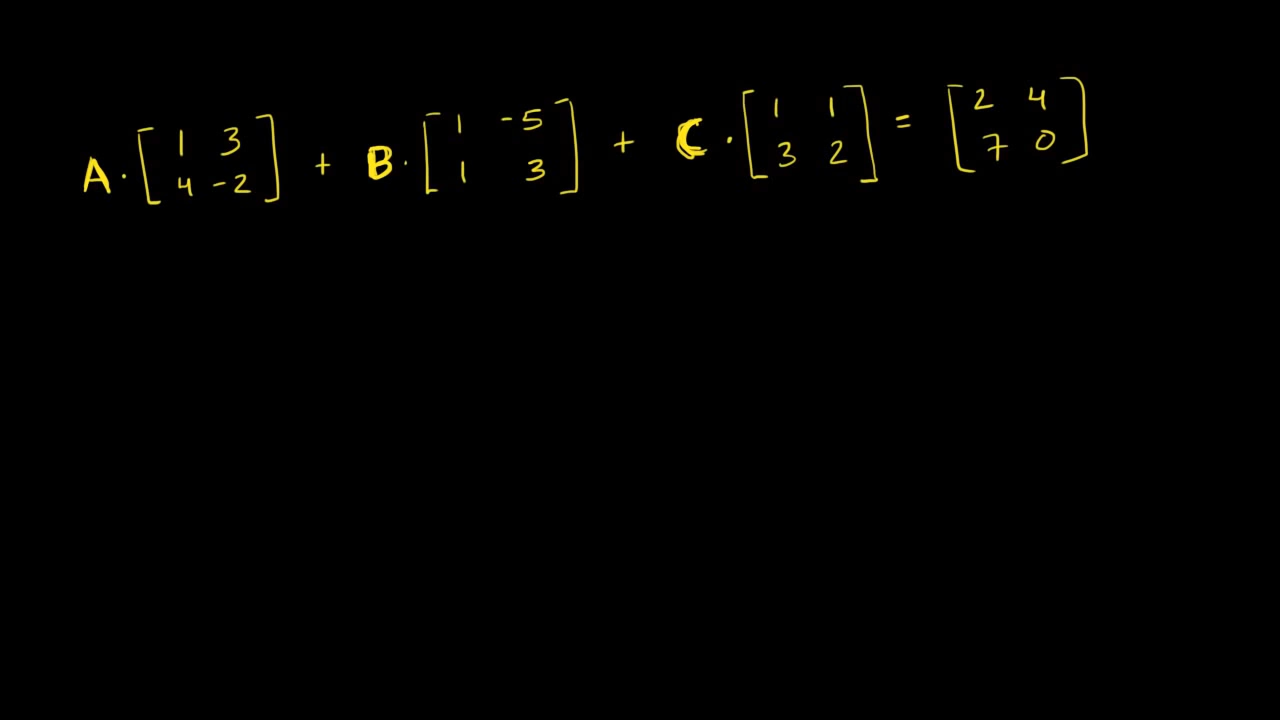 A · [1 3; 4 -2] + B · [1 -5; 1 3] + C · [1 1; 3 2] = [2 4; 7 0]